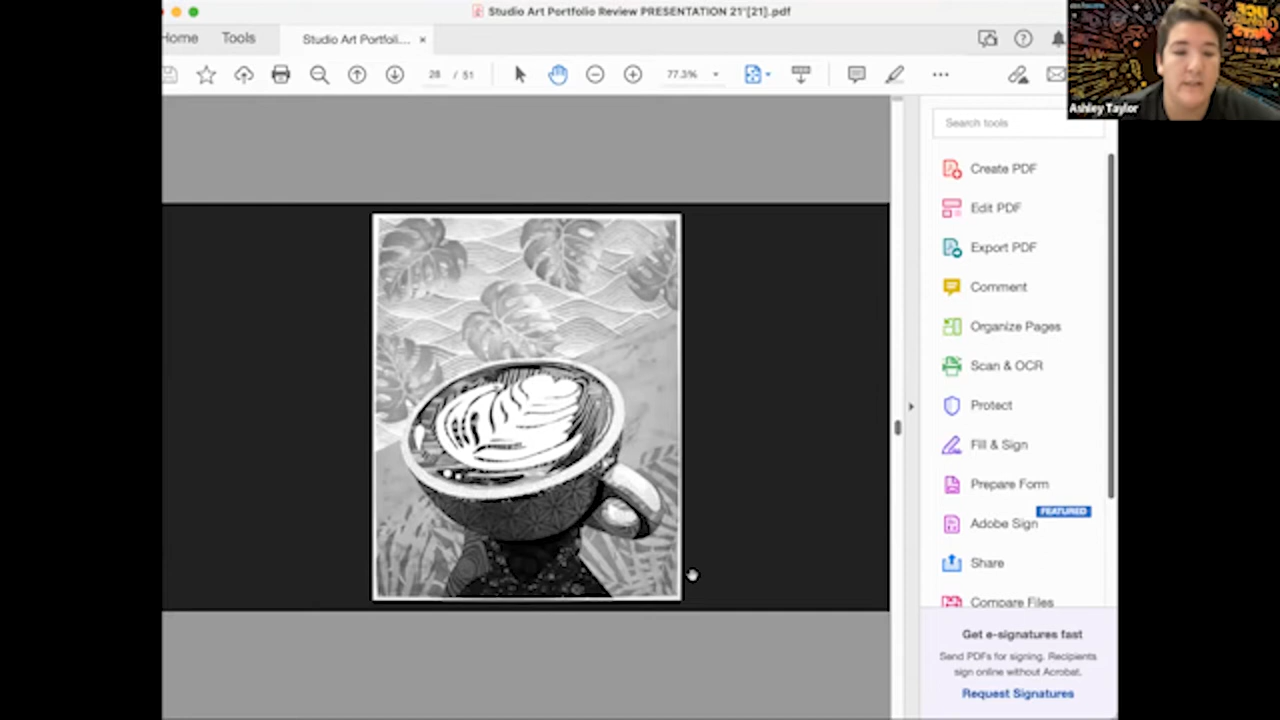 Studio Art Portfolio Review PRESENTATION 21'[21].pdf
Home Tools Studio Art Portfoli... ×
28 / 51 77.3%
Ashley Taylor
Search tools
Create PDF
Edit PDF
Export PDF
Comment
Organize Pages
Scan & OCR
Protect
Fill & Sign
Prepare Form
FEATURED
Adobe Sign
Share
Compare Files
Get e-signatures fast
Send PDFs for signing. Recipients
sign online without Acrobat.
Request Signatures